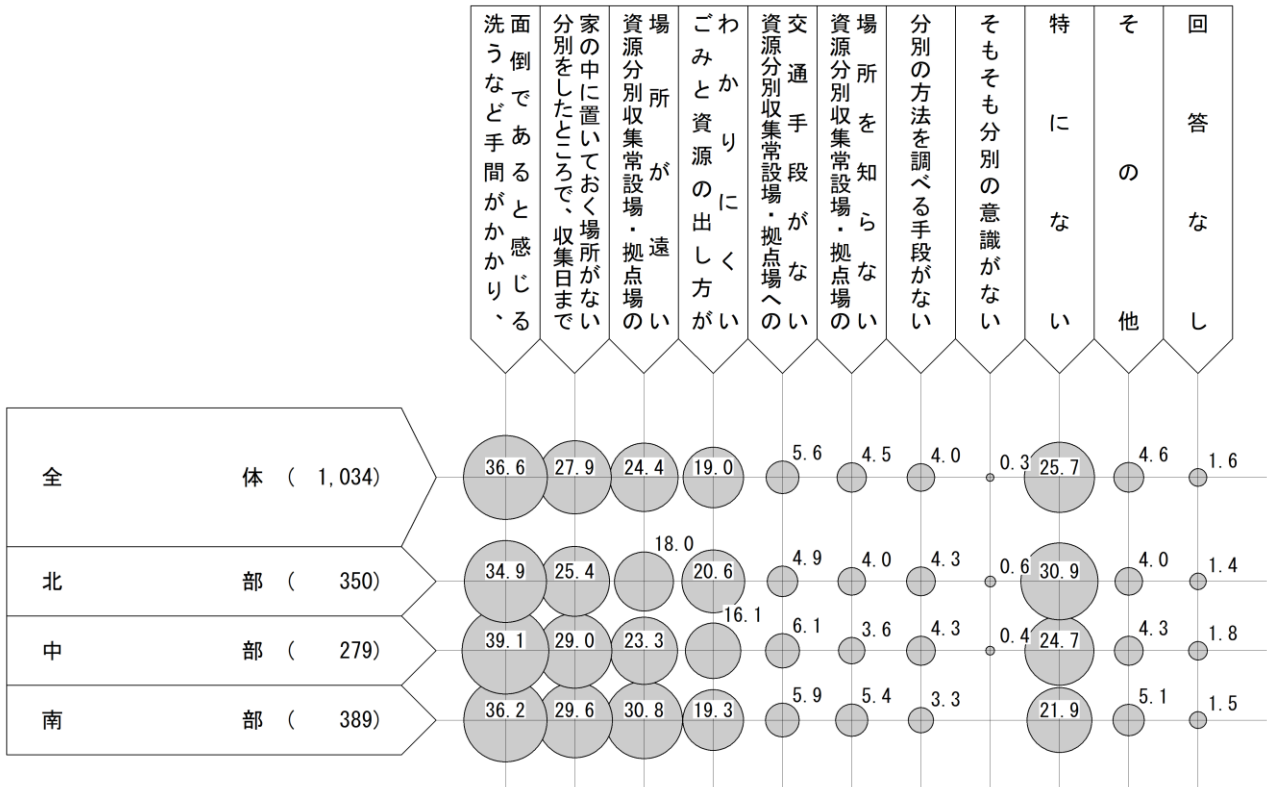 洗うなど手間がかかり、
面倒であると感じる
分別をしたところで、収集日まで
家の中に置いておく場所がない
資源分別収集常設場・拠点場の
場所が遠い
ごみと資源の出し方が
わかりにくい
資源分別収集常設場・拠点場への
交通手段がない
資源分別収集常設場・拠点場の
場所を知らない
分別の方法を調べる手段がない
そもそも分別の意識がない
特にない
その他
回答なし
全体(1,034) 36.6 27.9 24.4 19.0 5.6 4.5 4.0 0.3 25.7 4.6 1.6
北部(350) 34.9 25.4 18.0 20.6 4.9 4.0 4.3 0.6 30.9 4.0 1.4
中部(279) 39.1 29.0 23.3 16.1 6.1 3.6 4.3 0.4 24.7 4.3 1.8
南部(389) 36.2 29.6 30.8 19.3 5.9 5.4 3.3 21.9 5.1 1.5